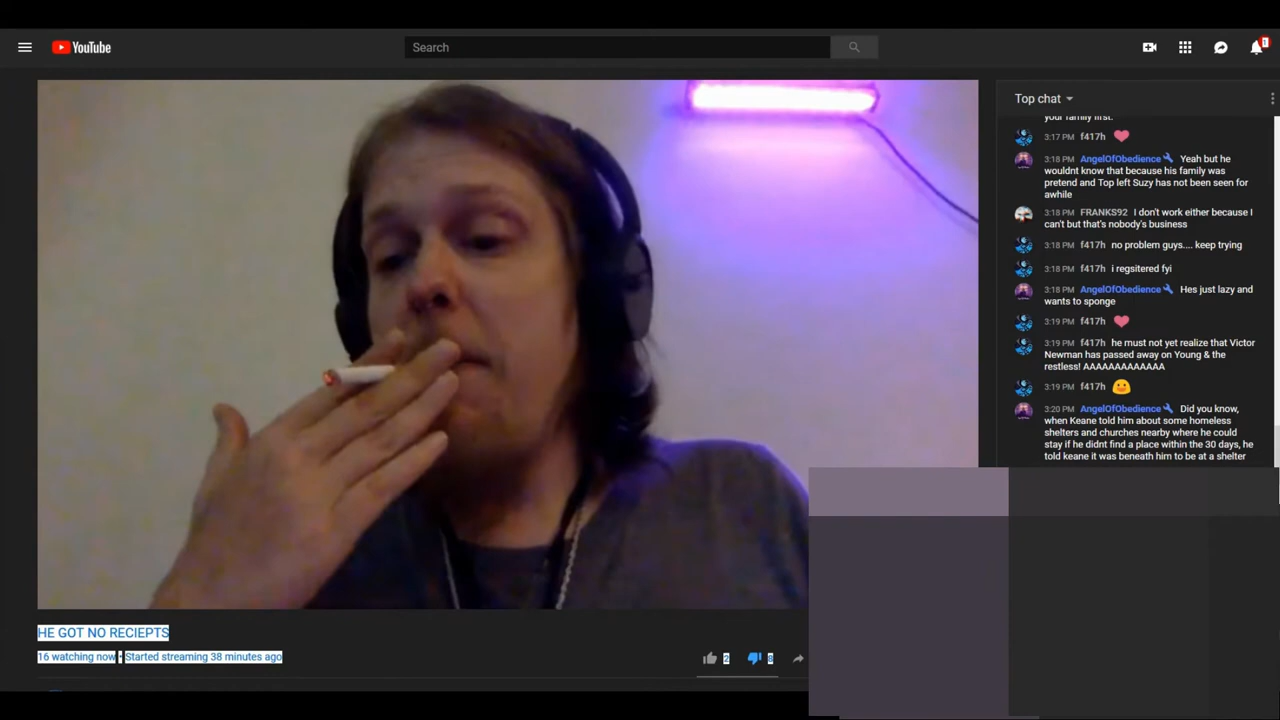 YouTube
Search
1
Top chat
your family first.
3:17 PM f417h
3:18 PM AngelOfObedience Yeah but he
wouldnt know that because his family was
pretend and Top left Suzy has not been seen for
awhile
3:18 PM FRANKS92 I don't work either because I
can't but that's nobody's business
3:18 PM f417h no problem guys.... keep trying
3:18 PM f417h i regsitered fyi
3:18 PM AngelOfObedience Hes just lazy and
wants to sponge
3:19 PM f417h
3:19 PM f417h he must not yet realize that Victor
Newman has passed away on Young & the
restless! AAAAAAAAAAAAA
3:19 PM f417h
3:20 PM AngelOfObedience Did you know,
when Keane told him about some homeless
shelters and churches nearby where he could
stay if he didnt find a place within the 30 days, he
told keane it was beneath him to be at a shelter
HE GOT NO RECIEPTS
16 watching now • Started streaming 38 minutes ago
2 8